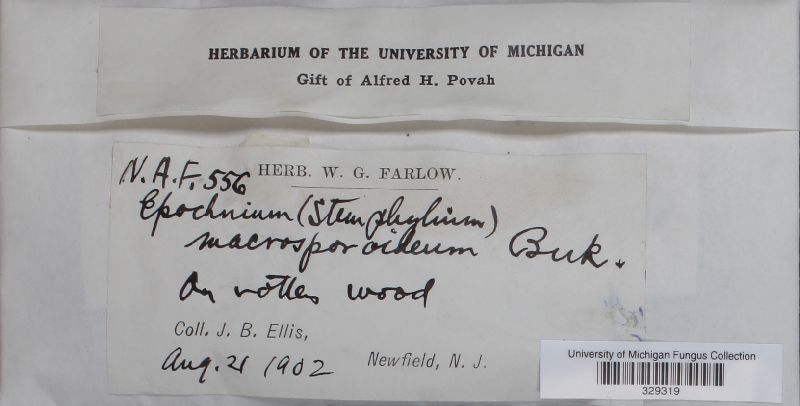 HERBARIUM OF THE UNIVERSITY OF MICHIGAN
Gift of Alfred H. Povah
N.A.F. 556 HERB. W. G. FARLOW.
Epochnium (Stemphylium)
macrosporoideum Berk.
On rotten wood
Coll. J. B. Ellis,
Aug. 21 1902 Newfield, N. J.
University of Michigan Fungus Collection
329319